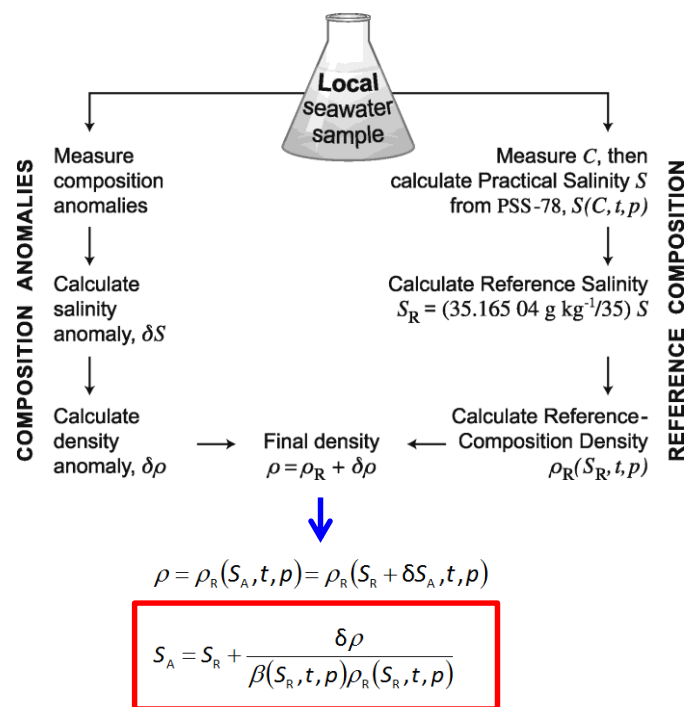 Local
seawater
sample
COMPOSITION ANOMALIES
Measure
composition
anomalies
Calculate
salinity
anomaly, δS
Calculate
density
anomaly, δρ
Final density
ρ=ρ_R + δρ
Measure C, then
calculate Practical Salinity S
from PSS-78, S(C,t,p)
Calculate Reference Salinity
S_R = (35.165 04 g kg⁻¹/35) S
Calculate Reference-
Composition Density
ρ_R(S_R,t,p)
REFERENCE COMPOSITION
ρ = ρ_R(S_A,t,p) = ρ_R(S_R + δS_A,t,p)
S_A = S_R + δρ / β(S_R,t,p)ρ_R(S_R,t,p)